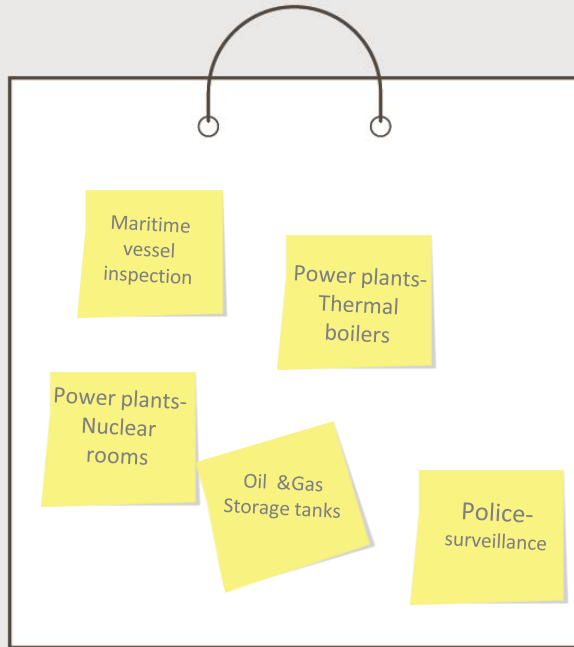 Maritime
vessel
inspection
Power plants-
Thermal
boilers
Power plants-
Nuclear
rooms
Oil &Gas
Storage tanks
Police-
surveillance